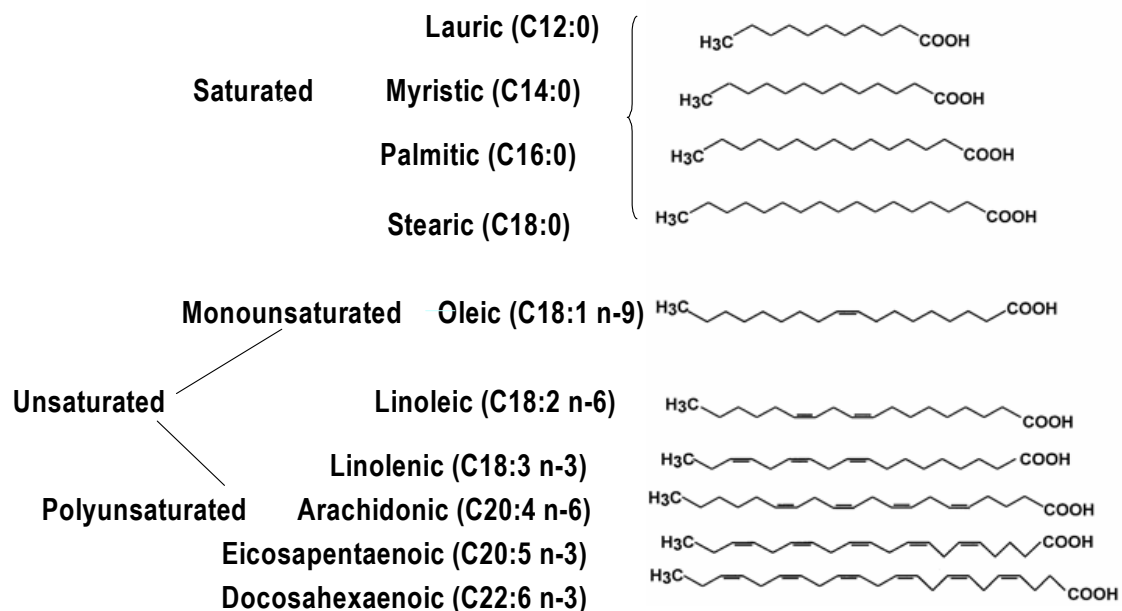 Lauric (C12:0) H3C COOH
Saturated Myristic (C14:0) H3C COOH
Palmitic (C16:0) H3C COOH
Stearic (C18:0) H3C COOH
Monounsaturated Oleic (C18:1 n-9) H3C COOH
Unsaturated Linoleic (C18:2 n-6) H3C COOH
Linolenic (C18:3 n-3) H3C COOH
Polyunsaturated Arachidonic (C20:4 n-6) H3C COOH
Eicosapentaenoic (C20:5 n-3) H3C COOH
Docosahexaenoic (C22:6 n-3) H3C COOH